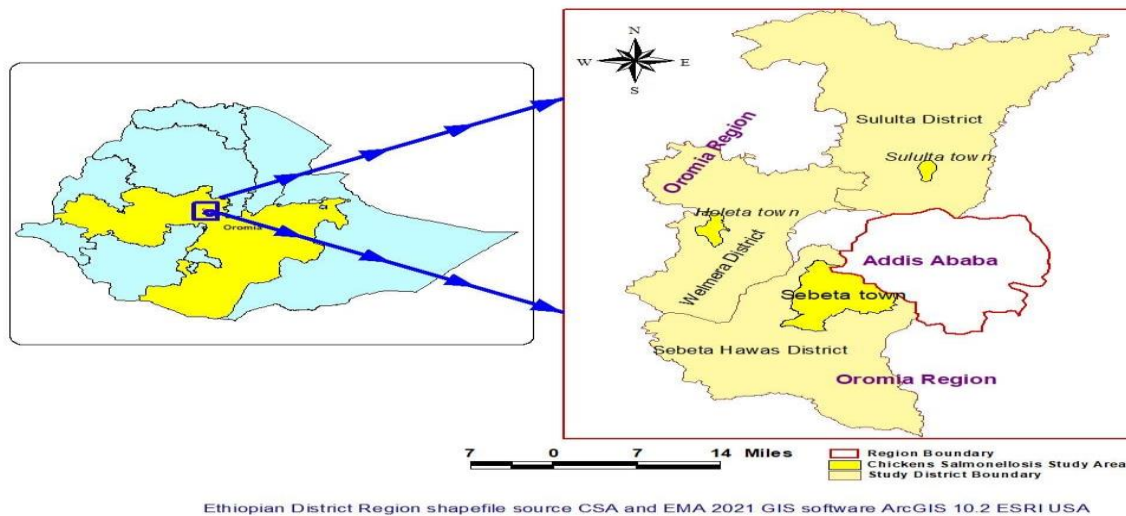 N
W E
S
Oromia Region
Sululta District
Sululta town
Holeta town
Welmera District
Addis Ababa
Sebeta town
Sebeta Hawas District
Oromia Region
Oromia
7 0 7 14 Miles
Region Boundary
Chickens Salmonellosis Study Area
Study District Boundary
Ethiopian District Region shapefile source CSA and EMA 2021 GIS software ArcGIS 10.2 ESRI USA